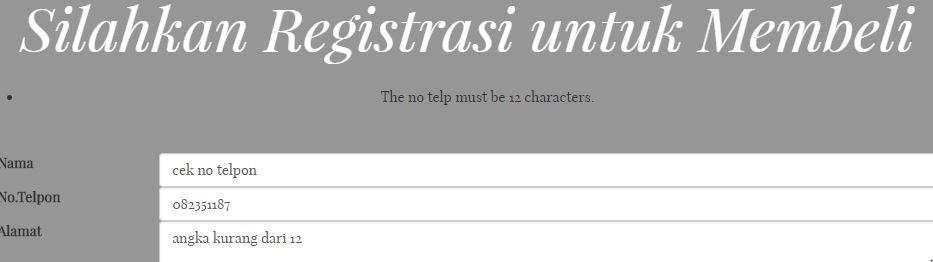 Silahkan Registrasi untuk Membeli
The no telp must be 12 characters.
Nama
cek no telpon
No.Telpon
082351187
Alamat
angka kurang dari 12